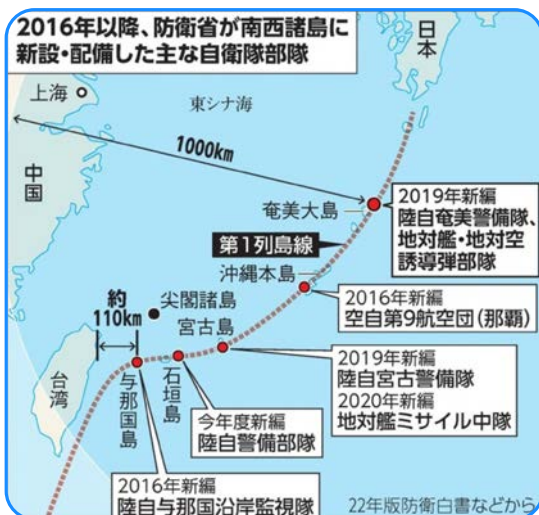 2016年以降、防衛省が南西諸島に
新設・配備した主な自衛隊部隊
日本
上海
東シナ海
1000km
中国
奄美大島
2019年新編
陸自奄美警備隊、
地対艦・地対空
誘導弾部隊
第1列島線
沖縄本島
2016年新編
空自第9航空団(那覇)
約
110km
尖閣諸島
宮古島
2019年新編
陸自宮古警備隊
2020年新編
地対艦ミサイル中隊
台湾
与那国島
石垣島
今年度新編
陸自警備部隊
2016年新編
陸自与那国沿岸監視隊
22年版防衛白書などから